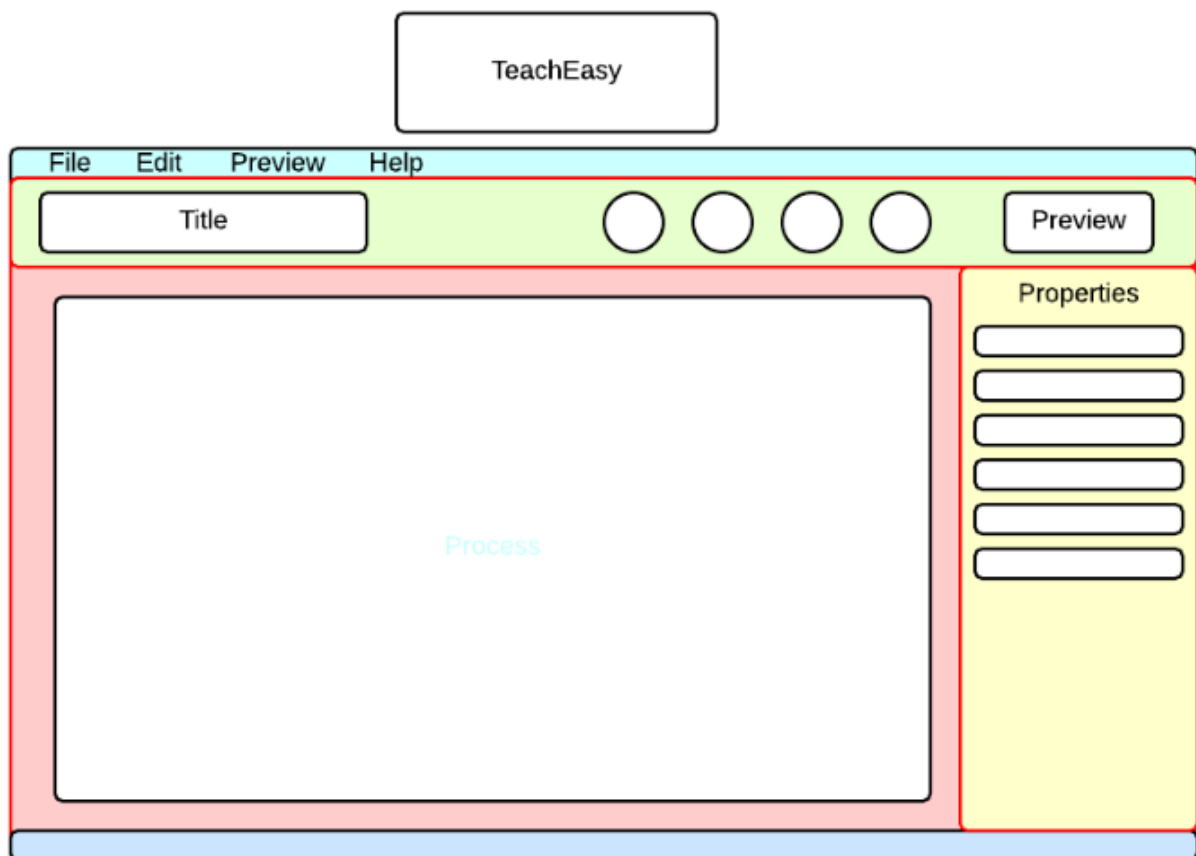 TeachEasy
File Edit Preview Help
Title Preview
Properties
Process